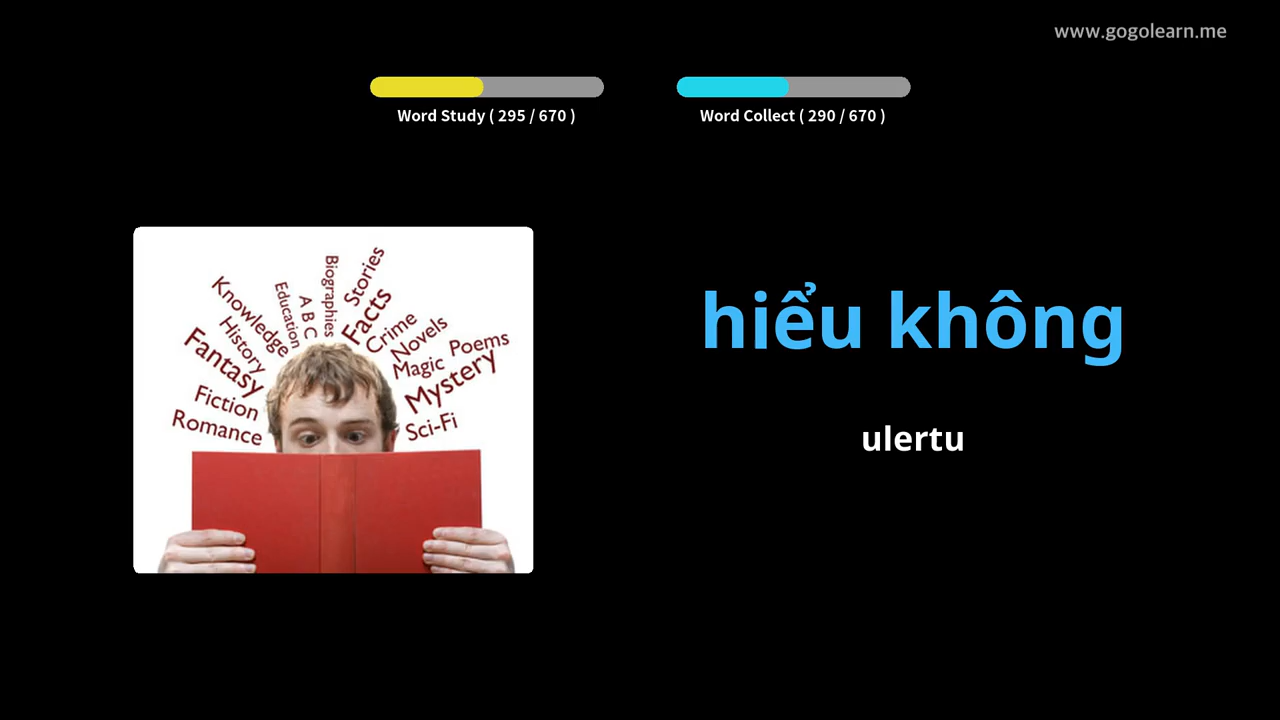 www.gogolearn.me
Word Study ( 295 / 670 )
Word Collect ( 290 / 670 )
hiểu không
ulertu
Biographies
Stories
Education
A B C
Facts
Knowledge
History
Crime
Novels
Poems
Fantasy
Magic
Mystery
Fiction
Romance
Sci-Fi